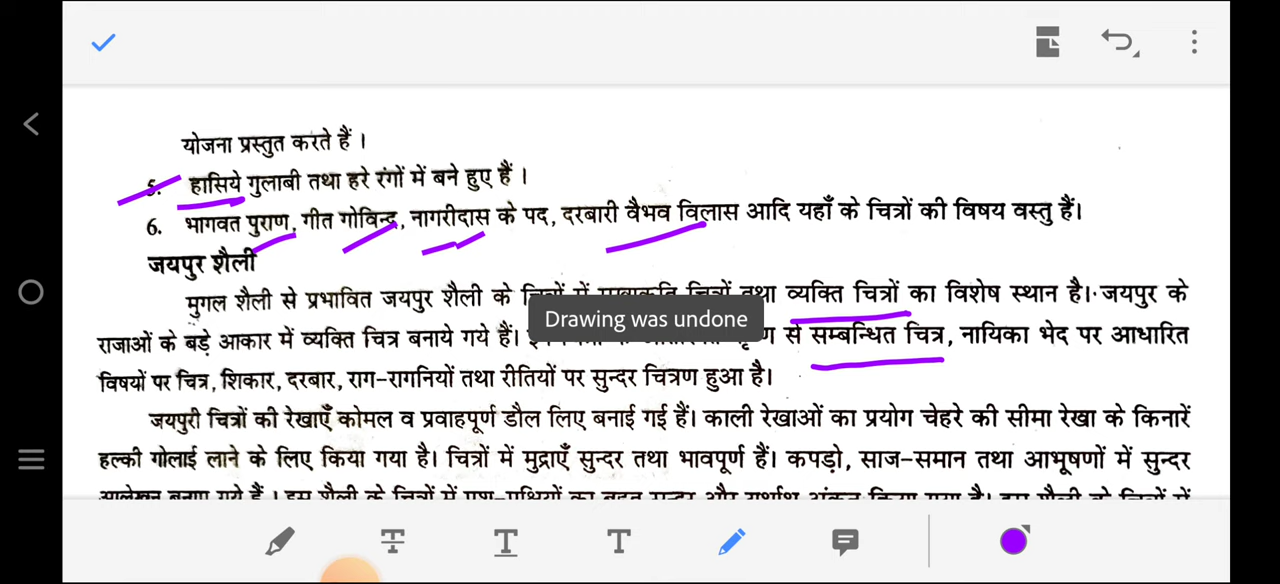 योजना प्रस्तुत करते हैं ।
5. हासिये गुलाबी तथा हरे रंगों में बने हुए हैं ।
6. भागवत पुराण, गीत गोविन्द, नागरीदास के पद, दरबारी वैभव विलास आदि यहाँ के चित्रों की विषय वस्तु हैं।
जयपुर शैली
मुगल शैली से प्रभावित जयपुर शैली के चित्रों में मुखाकृति चित्रों तथा व्यक्ति चित्रों का विशेष स्थान है। जयपुर के
Drawing was undone
राजाओं के बड़े आकार में व्यक्ति चित्र बनाये गये हैं। से सम्बन्धित चित्र, नायिका भेद पर आधारित
विषयों पर चित्र, शिकार, दरबार, राग-रागनियों तथा रीतियों पर सुन्दर चित्रण हुआ है।
जयपुरी चित्रों की रेखाएँ कोमल व प्रवाहपूर्ण डौल लिए बनाई गई हैं। काली रेखाओं का प्रयोग चेहरे की सीमा रेखा के किनारें
हल्की गोलाई लाने के लिए किया गया है। चित्रों में मुद्राएँ सुन्दर तथा भावपूर्ण हैं। कपड़ो, साज-समान तथा आभूषणों में सुन्दर